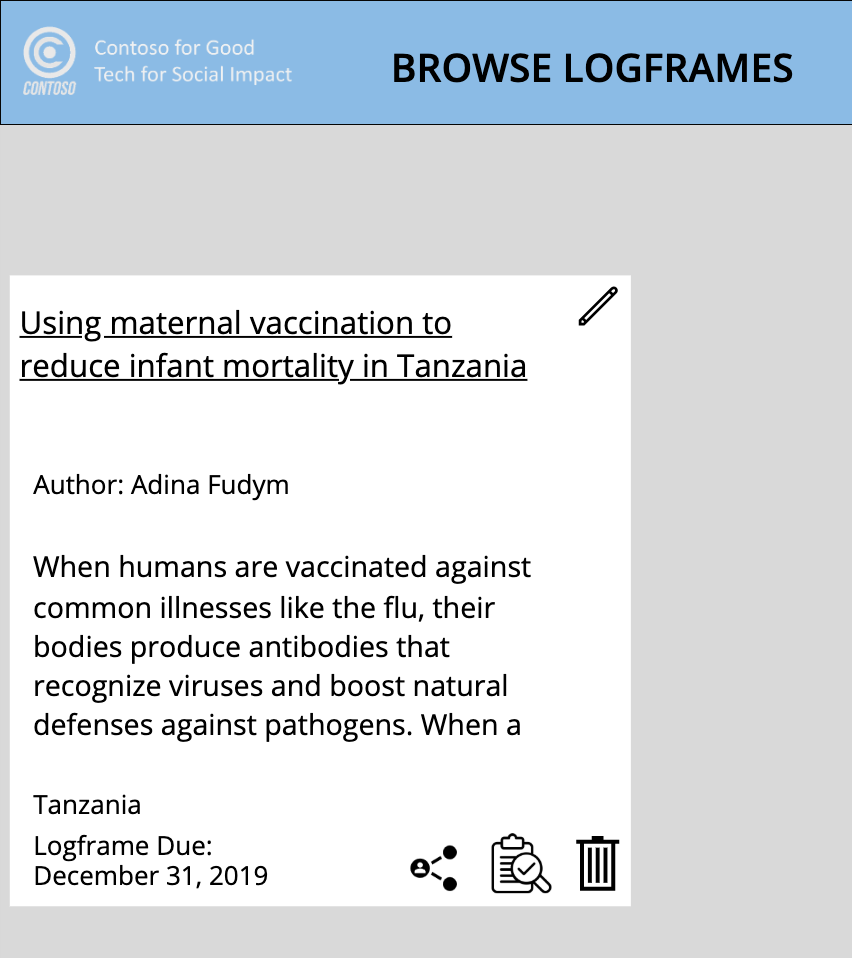 CONTOSO
Contoso for Good
Tech for Social Impact
BROWSE LOGFRAMES
Using maternal vaccination to
reduce infant mortality in Tanzania
Author: Adina Fudym
When humans are vaccinated against
common illnesses like the flu, their
bodies produce antibodies that
recognize viruses and boost natural
defenses against pathogens. When a
Tanzania
Logframe Due:
December 31, 2019